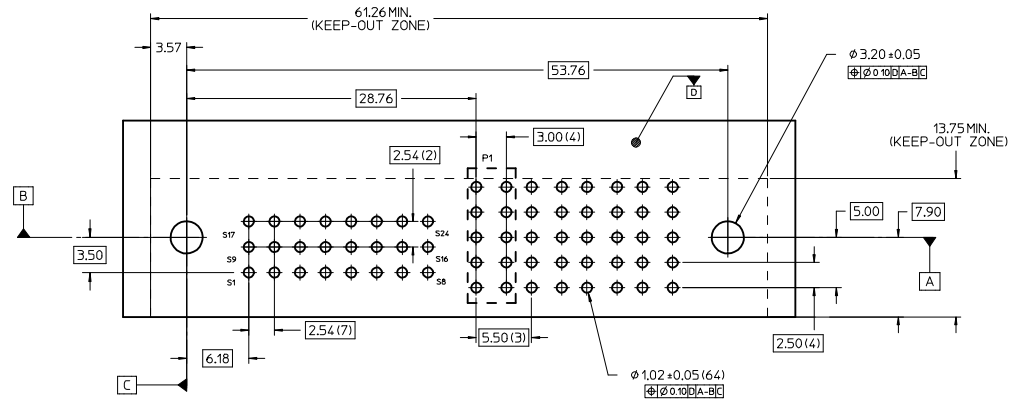 61.26 MIN.
(KEEP-OUT ZONE)
3.57
53.76
Ø 3.20 ±0.05
⌖ Ø 0.10 D A-B C
28.76
D
13.75 MIN.
(KEEP-OUT ZONE)
3.00 (4)
2.54 (2)
P1
B
5.00
7.90
S17
S24
3.50
S9
S16
A
S1
S8
2.54 (7)
5.50 (3)
2.50 (4)
6.18
C
Ø 1.02 ±0.05 (64)
⌖ Ø 0.10 D A-B C